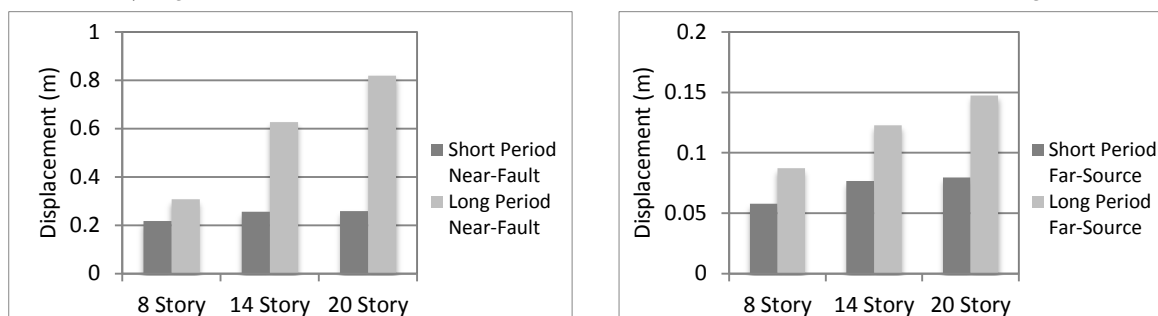 Displacement (m)
1
0.8
0.6
0.4
0.2
0
8 Story 14 Story 20 Story
Short Period
Near-Fault
Long Period
Near-Fault
Displacement (m)
0.2
0.15
0.1
0.05
0
8 Story 14 Story 20 Story
Short Period
Far-Source
Long Period
Far-Source